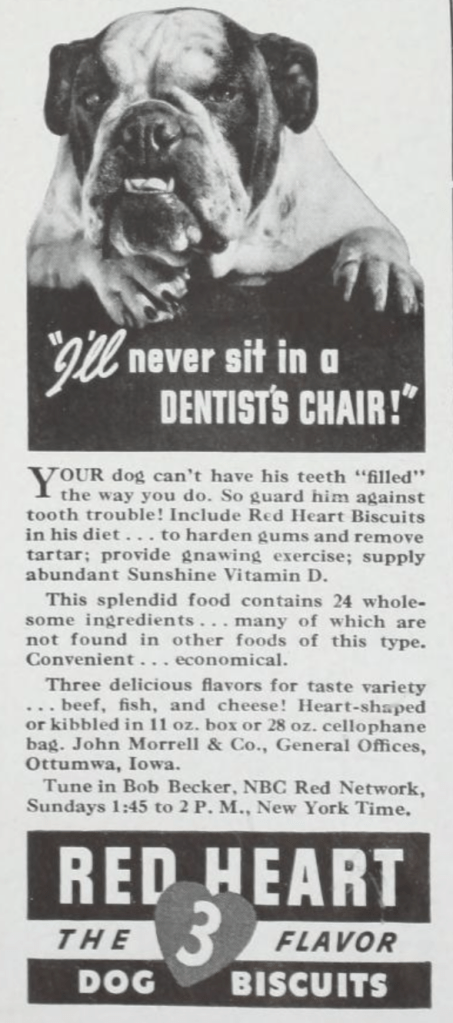 "I'll never sit in a
DENTIST'S CHAIR!"
YOUR dog can't have his teeth "filled"
the way you do. So guard him against
tooth trouble! Include Red Heart Biscuits
in his diet . . . to harden gums and remove
tartar; provide gnawing exercise; supply
abundant Sunshine Vitamin D.
This splendid food contains 24 whole-
some ingredients . . . many of which are
not found in other foods of this type.
Convenient . . . economical.
Three delicious flavors for taste variety
. . . beef, fish, and cheese! Heart-shaped
or kibbled in 11 oz. box or 28 oz. cellophane
bag. John Morrell & Co., General Offices,
Ottumwa, Iowa.
Tune in Bob Becker, NBC Red Network,
Sundays 1:45 to 2 P. M., New York Time.
RED HEART
THE 3 FLAVOR
DOG BISCUITS